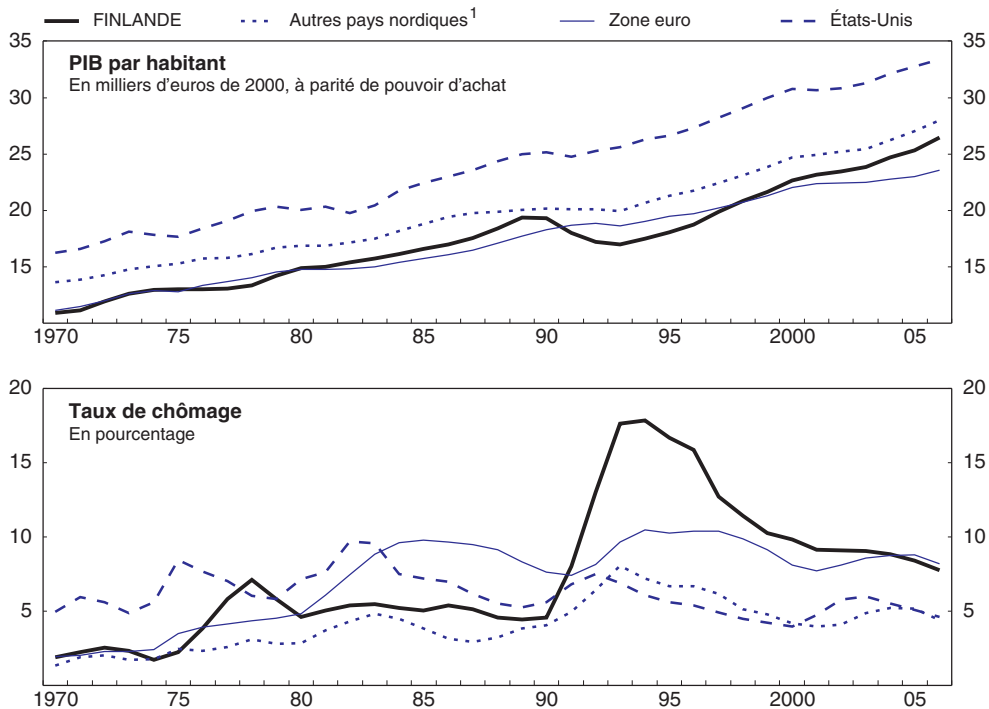 FINLANDE Autres pays nordiques1 Zone euro États-Unis
35 35
PIB par habitant
En milliers d'euros de 2000, à parité de pouvoir d'achat
30 30
25 25
20 20
15 15
1970 75 80 85 90 95 2000 05
20 20
Taux de chômage
En pourcentage
15 15
10 10
5 5
1970 75 80 85 90 95 2000 05